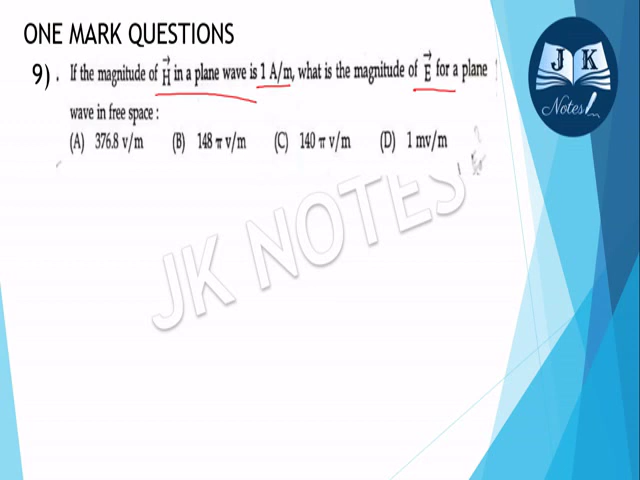 ONE MARK QUESTIONS
9) . If the magnitude of H⃗ in a plane wave is 1 A/m, what is the magnitude of E⃗ for a plane
wave in free space :
(A) 376.8 v/m (B) 148 π v/m (C) 140 π v/m (D) 1 mv/m
J K
Notes
JK NOTES